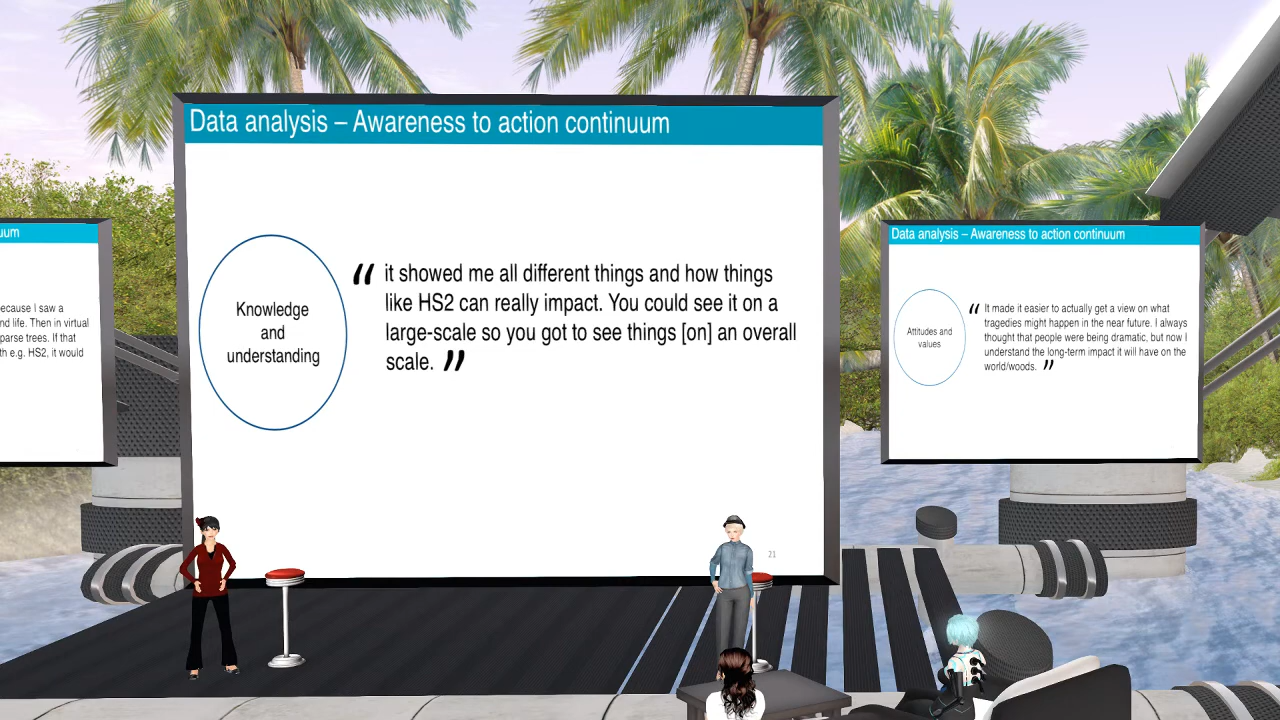 uum
ecause I saw a
nd life. Then in virtual
parse trees. If that
th e.g. HS2, it would
Data analysis – Awareness to action continuum
Knowledge
and
understanding
“ it showed me all different things and how things
like HS2 can really impact. You could see it on a
large-scale so you got to see things [on] an overall
scale. ”
21
Data analysis – Awareness to action continuum
Attitudes and
values
“ It made it easier to actually get a view on what
tragedies might happen in the near future. I always
thought that people were being dramatic, but now I
understand the long-term impact it will have on the
world/woods. ”